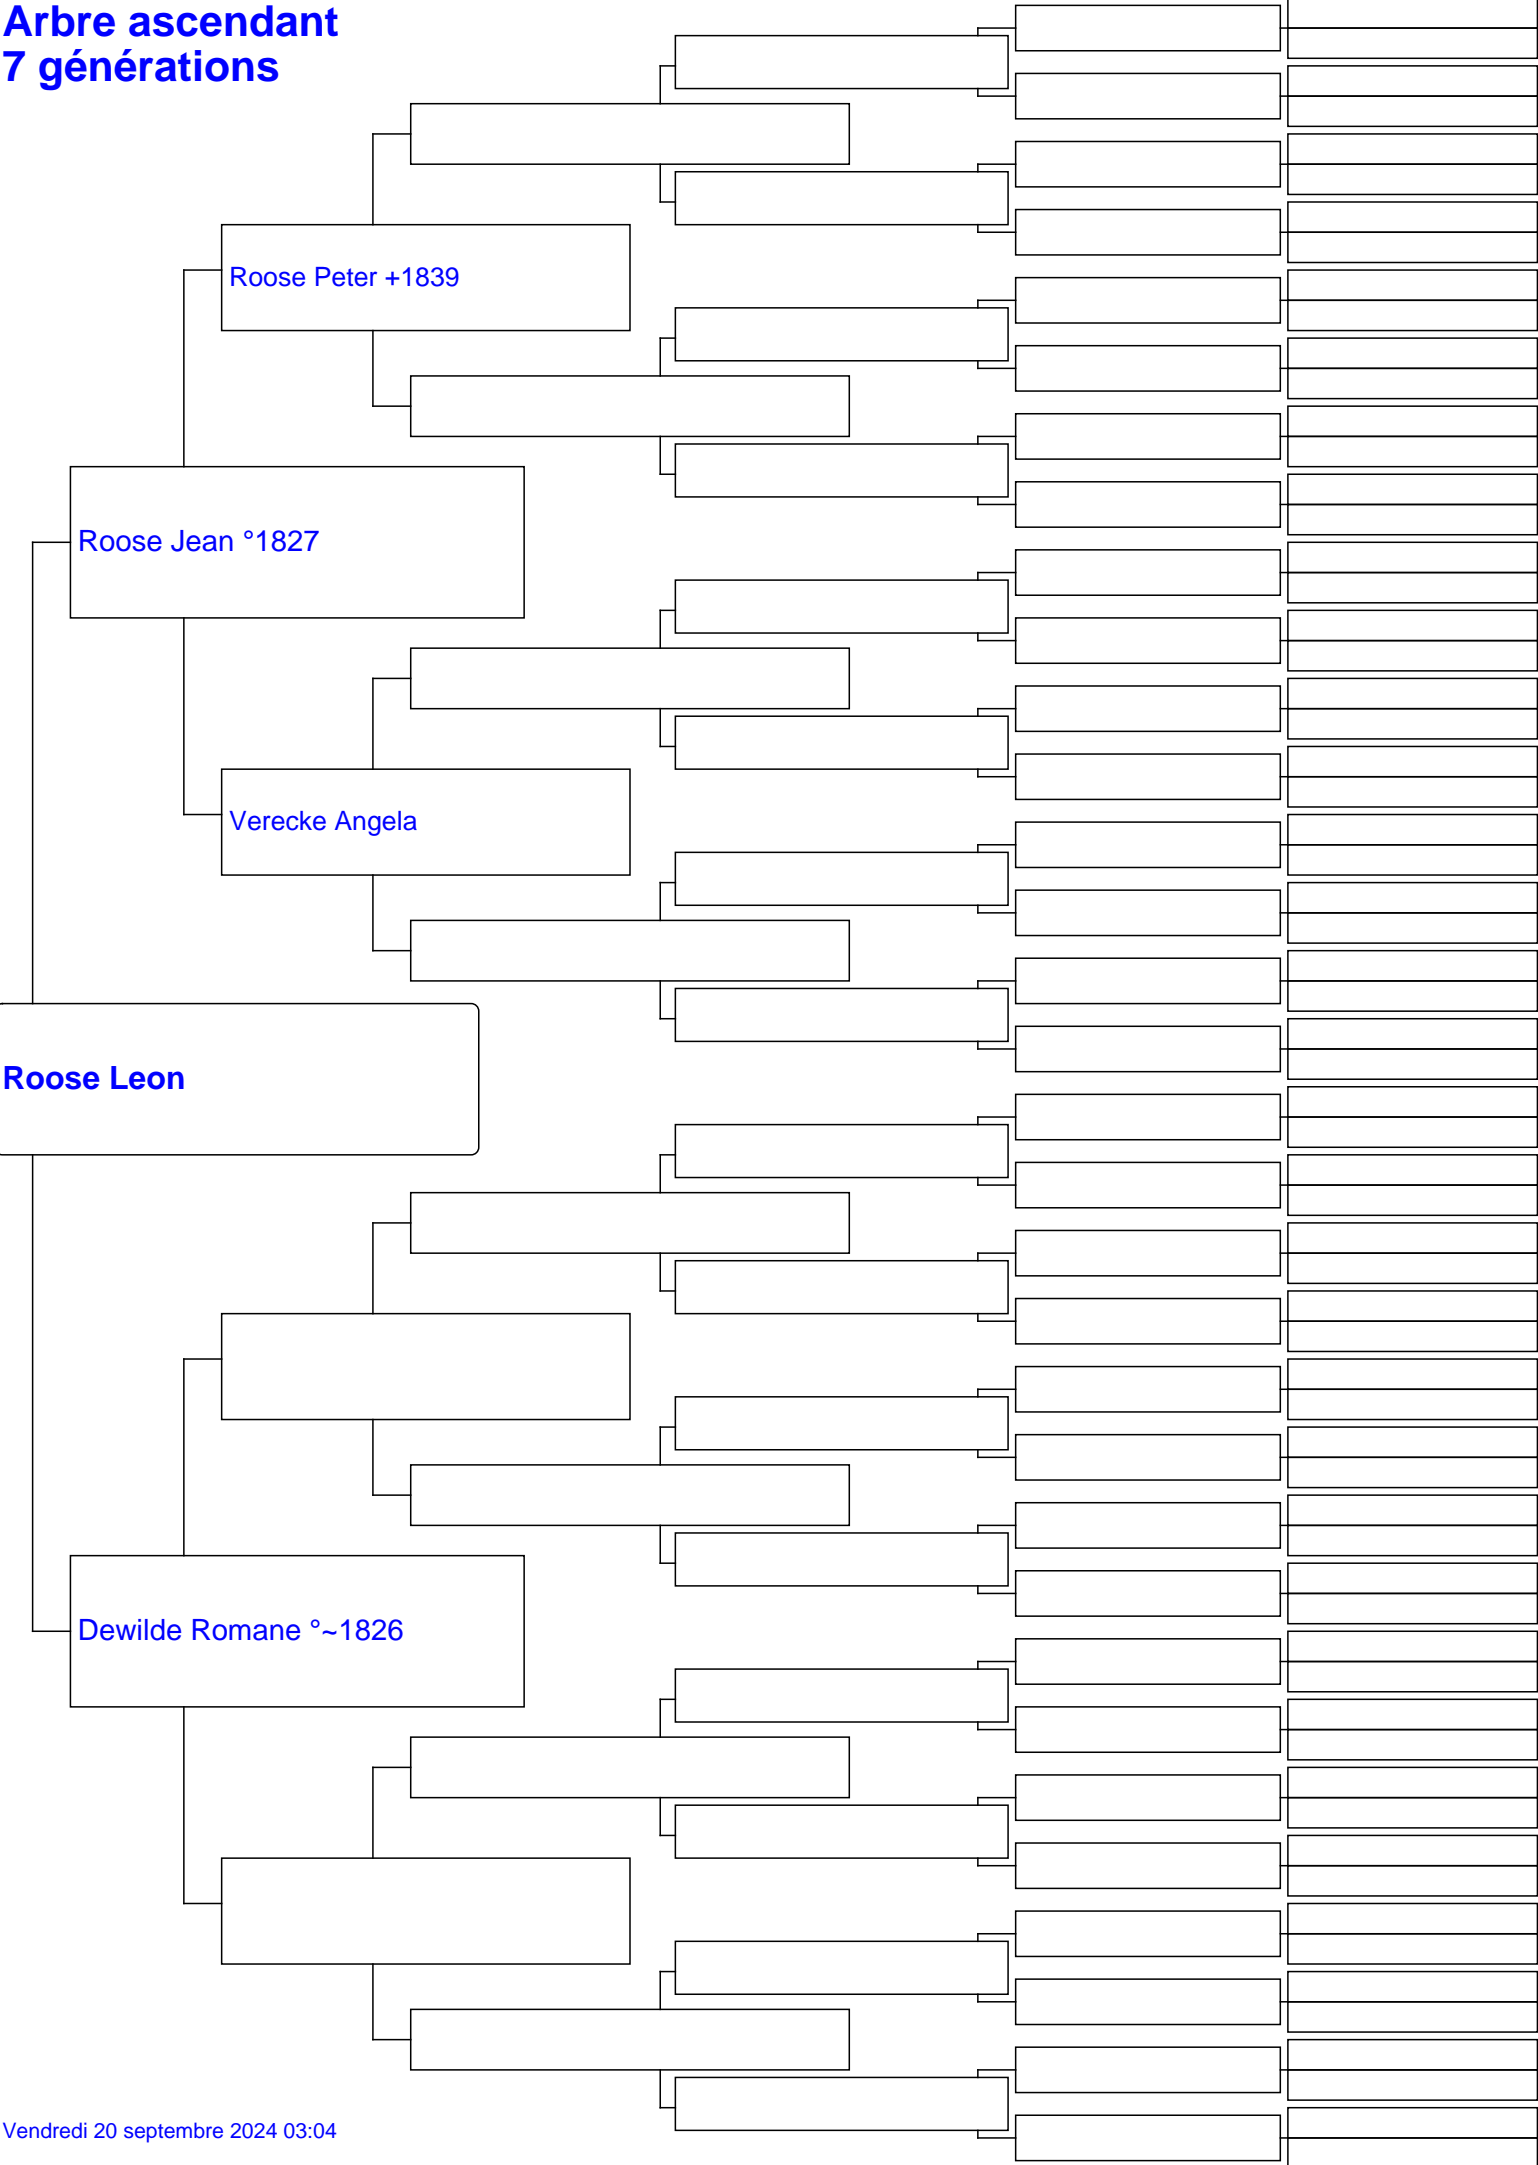 Arbre ascendant
7 générations
Roose Peter +1839
Roose Jean °1827
Verecke Angela
Roose Leon
Dewilde Romane °~1826
Vendredi 20 septembre 2024 03:04